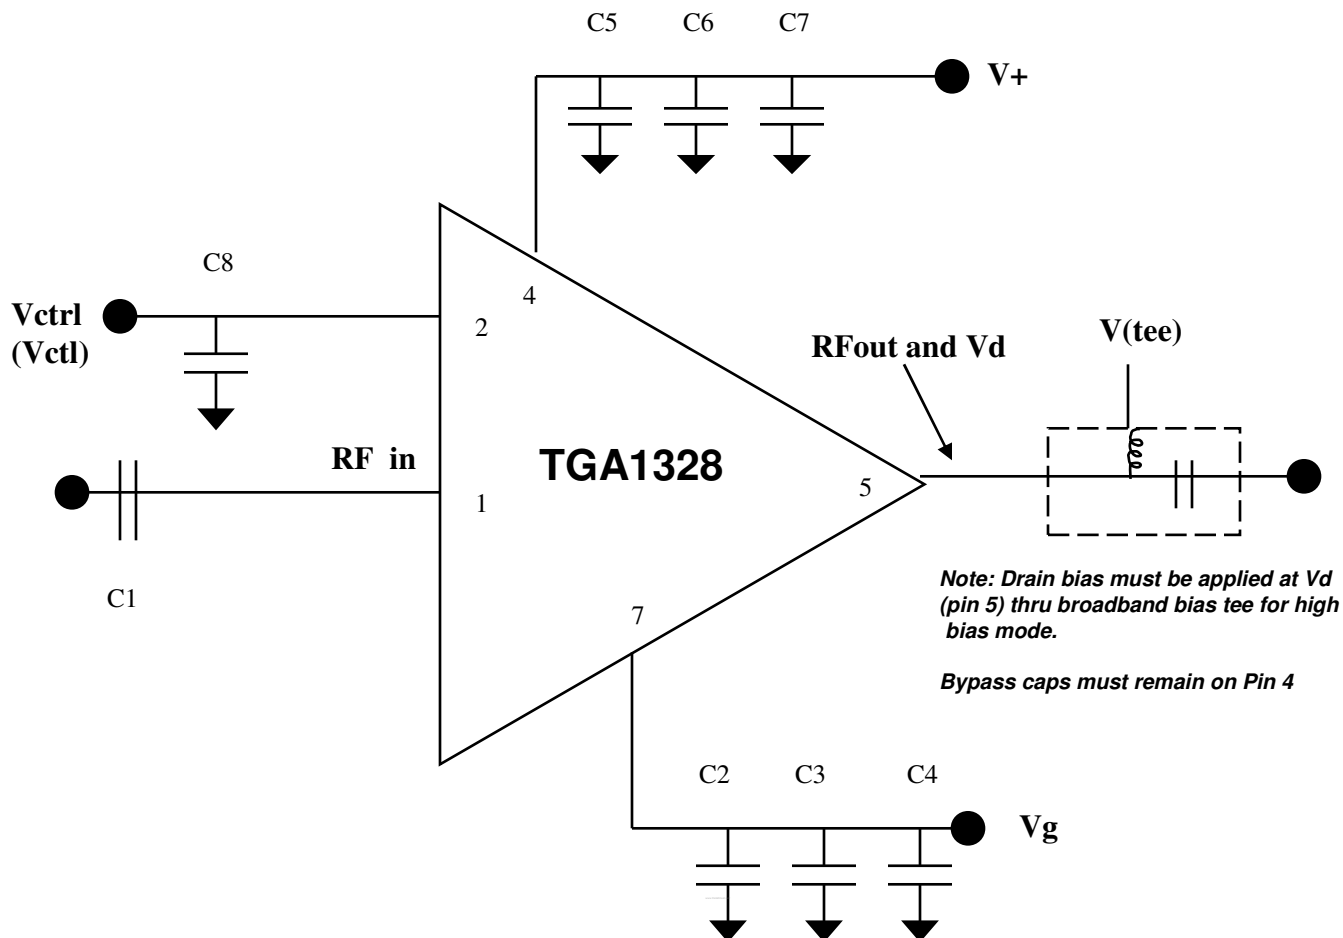 C5 C6 C7
V+
C8
4
Vctrl
(Vctl)
2
V(tee)
RFout and Vd
RF in
TGA1328
5
1
C1
Note: Drain bias must be applied at Vd
(pin 5) thru broadband bias tee for high
bias mode.
7
Bypass caps must remain on Pin 4
C2 C3 C4
Vg